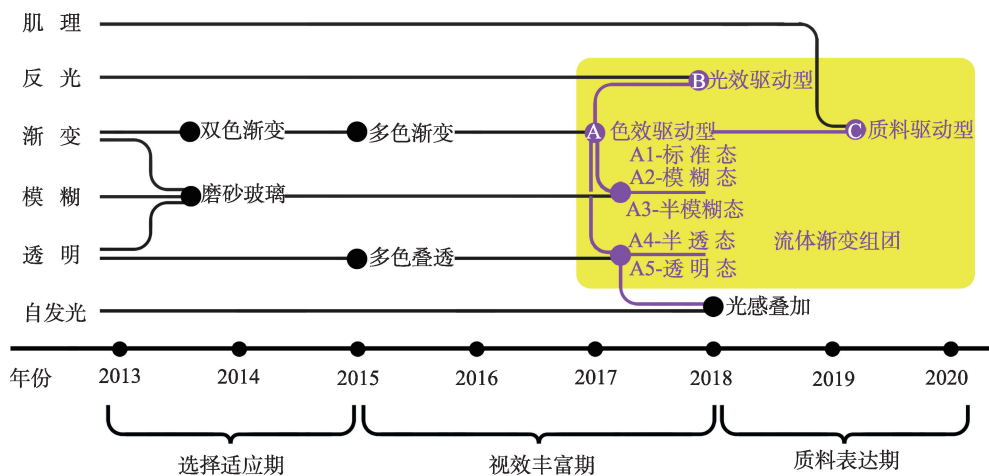 肌 理
反 光
B 光效驱动型
渐 变
双色渐变
多色渐变
A 色效驱动型
C 质料驱动型
A1-标 准 态
A2-模 糊 态
模 糊
磨砂玻璃
A3-半模糊态
透 明
多色叠透
A4-半 透 态
流体渐变组团
A5-透 明 态
自发光
光感叠加
年份
2013 2014 2015 2016 2017 2018 2019 2020
选择适应期 视效丰富期 质料表达期